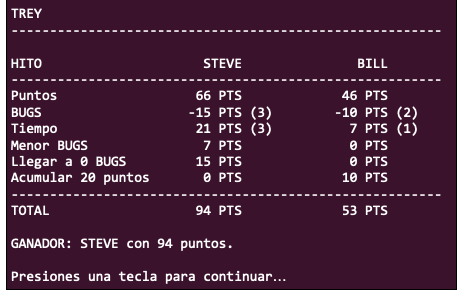 TREY
-------------------------------------------------------
HITO STEVE BILL
-------------------------------------------------------
Puntos 66 PTS 46 PTS
BUGS -15 PTS (3) -10 PTS (2)
Tiempo 21 PTS (3) 7 PTS (1)
Menor BUGS 7 PTS 0 PTS
Llegar a 0 BUGS 15 PTS 0 PTS
Acumular 20 puntos 0 PTS 10 PTS
-------------------------------------------------------
TOTAL 94 PTS 53 PTS
GANADOR: STEVE con 94 puntos.
Presiones una tecla para continuar…